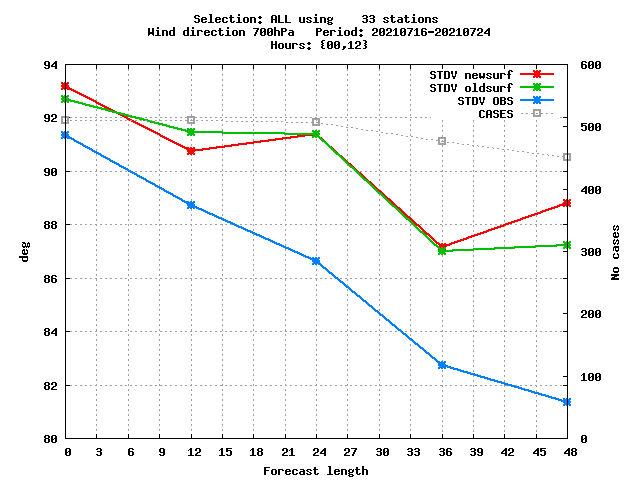 Selection: ALL using    33 stations
Wind direction 700hPa   Period: 20210716-20210724
Hours: {00,12}
STDV newsurf
STDV oldsurf
STDV OBS
CASES
94
92
90
88
86
84
82
80
deg
600
500
400
300
200
100
0
No cases
0 3 6 9 12 15 18 21 24 27 30 33 36 39 42 45 48
Forecast length